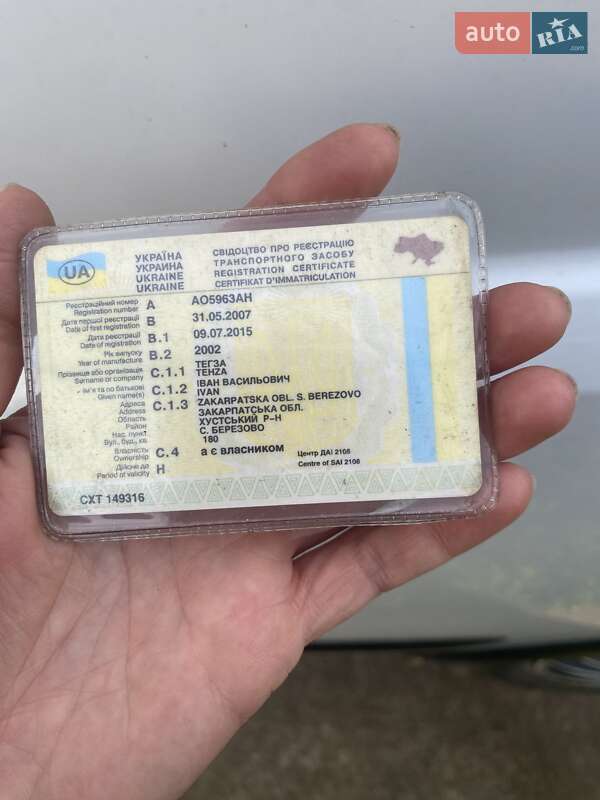 auto RIA .com
UA
УКРАЇНА
УКРАИНА
UKRAINE
UKRAINE
СВІДОЦТВО ПРО РЕЄСТРАЦІЮ
ТРАНСПОРТНОГО ЗАСОБУ
REGISTRATION CERTIFICATE
CERTIFIKAT D'IMMATRICULATION
Реєстраційний номер
Registration number
A
AO5963AH
Дата першої реєстрації
Date of first registration
B
31.05.2007
Дата реєстрації
Date of registration
B.1
09.07.2015
Рік випуску
Year of manufacture
B.2
2002
Прізвище або організація
Surname or company
C.1.1
ТЕГЗА
TEHZA
Ім'я та по батькові
Given name(s)
C.1.2
ІВАН ВАСИЛЬОВИЧ
IVAN
Адреса
Address
C.1.3
ZAKARPATSKA OBL. S. BEREZOVO
Область
ЗАКАРПАТСЬКА ОБЛ.
Район
ХУСТСЬКИЙ Р-Н
Нас. пункт
С. БЕРЕЗОВО
Вул., буд., кв.
180
Власність
Ownership
C.4
а є власником
Дійсне до
Period of validity
H
Центр ДАІ 2106
Centre of SAI 2106
CXT 149316